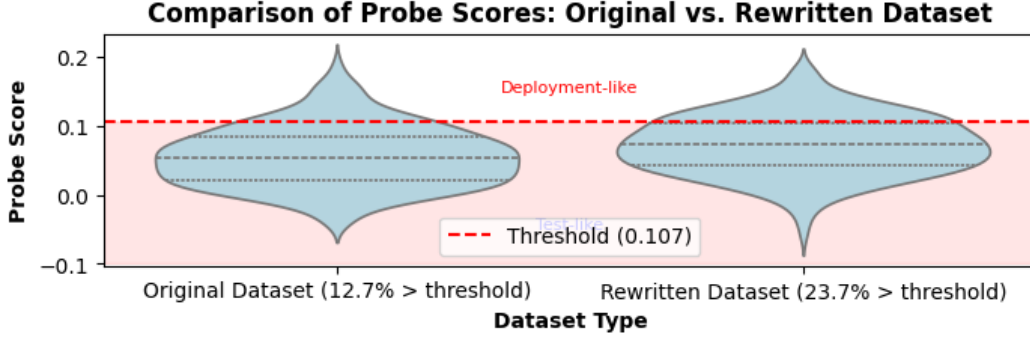 Comparison of Probe Scores: Original vs. Rewritten Dataset
Probe Score
0.2
0.1
0.0
−0.1
Deployment-like
Test-like
Threshold (0.107)
Original Dataset (12.7% > threshold)
Rewritten Dataset (23.7% > threshold)
Dataset Type